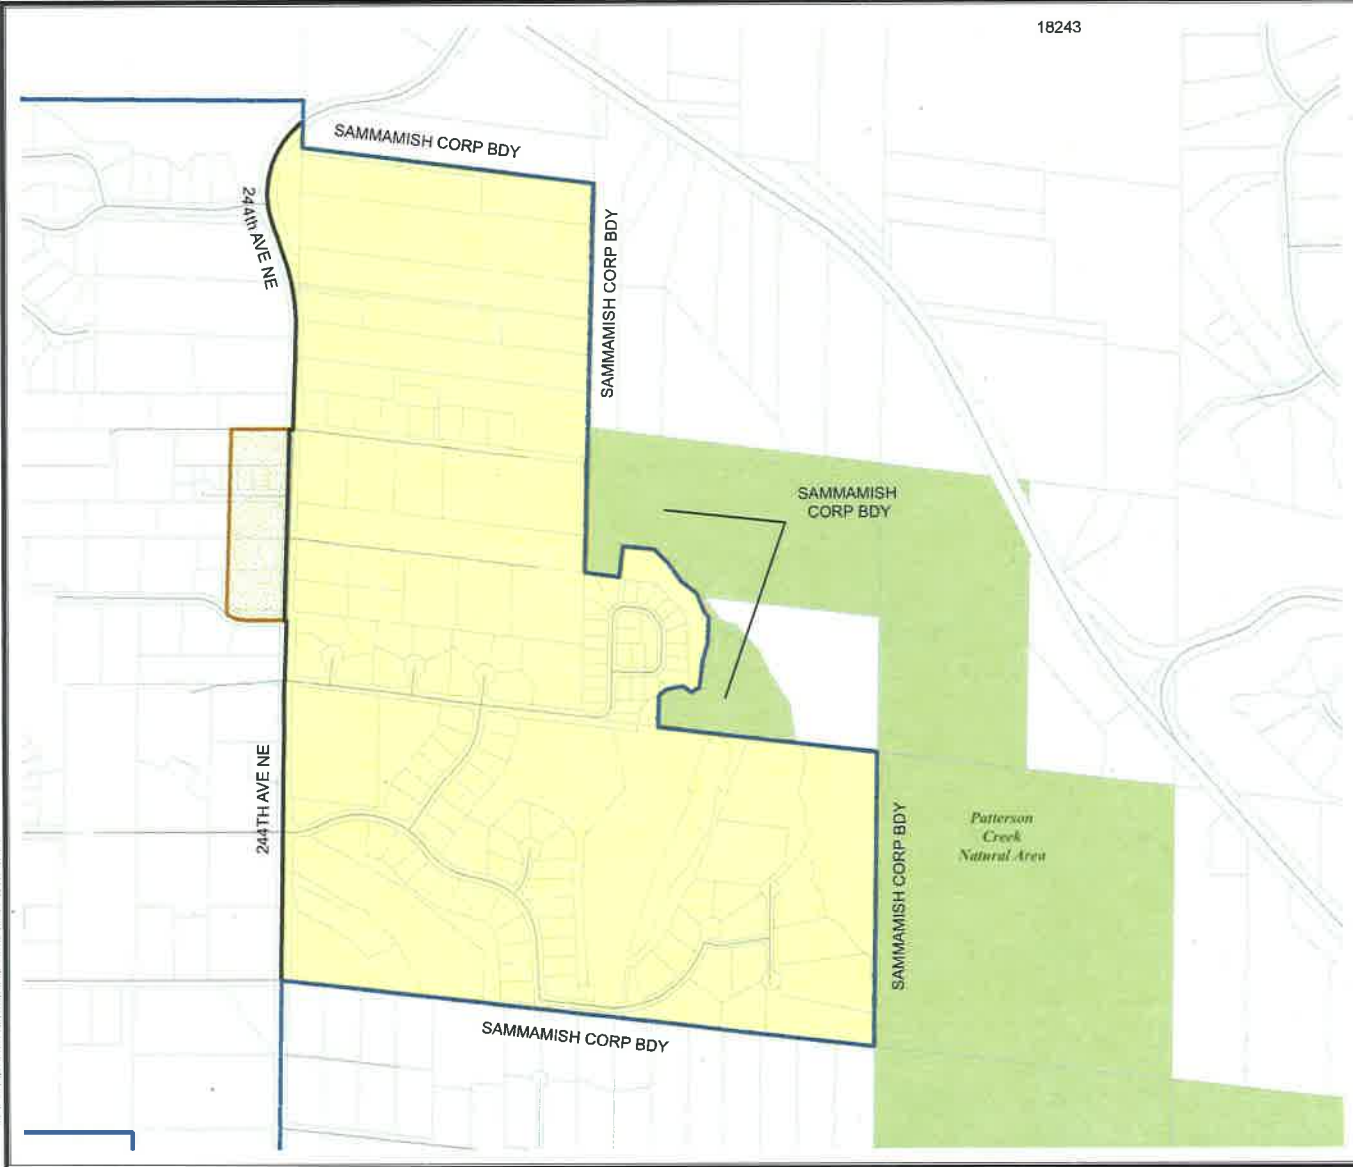 18243
SAMMAMISH CORP BDY
244th AVE NE
SAMMAMISH CORP BDY
SAMMAMISH
CORP BDY
244TH AVE NE
SAMMAMISH CORP BDY
Patterson
Creek
Natural Area
SAMMAMISH CORP BDY